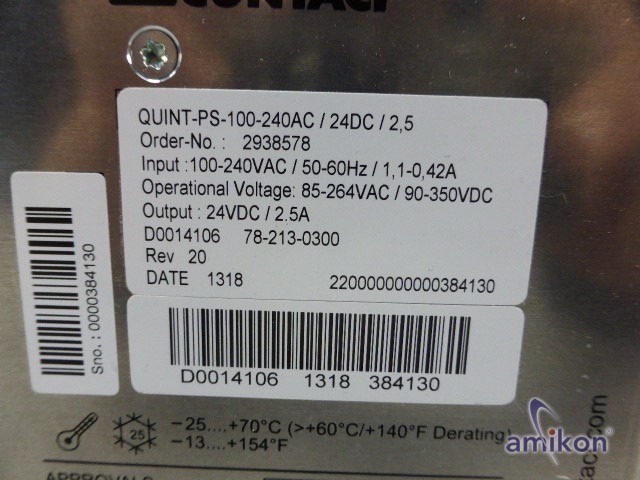 CONTACT
QUINT-PS-100-240AC / 24DC / 2,5
Order-No. : 2938578
Input :100-240VAC / 50-60Hz / 1,1-0,42A
Operational Voltage: 85-264VAC / 90-350VDC
Output : 24VDC / 2.5A
D0014106 78-213-0300
Rev 20
DATE 1318 220000000000384130
Sno.: 0000384130
D0014106 1318 384130
25
-25....+70°C (>+60°C/+140°F Derating)
-13....+154°F
amikon
APPROVALS